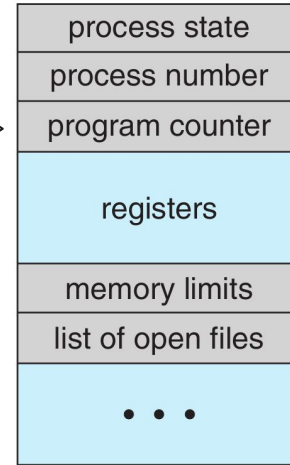 process state
process number
program counter
registers
memory limits
list of open files
• • •